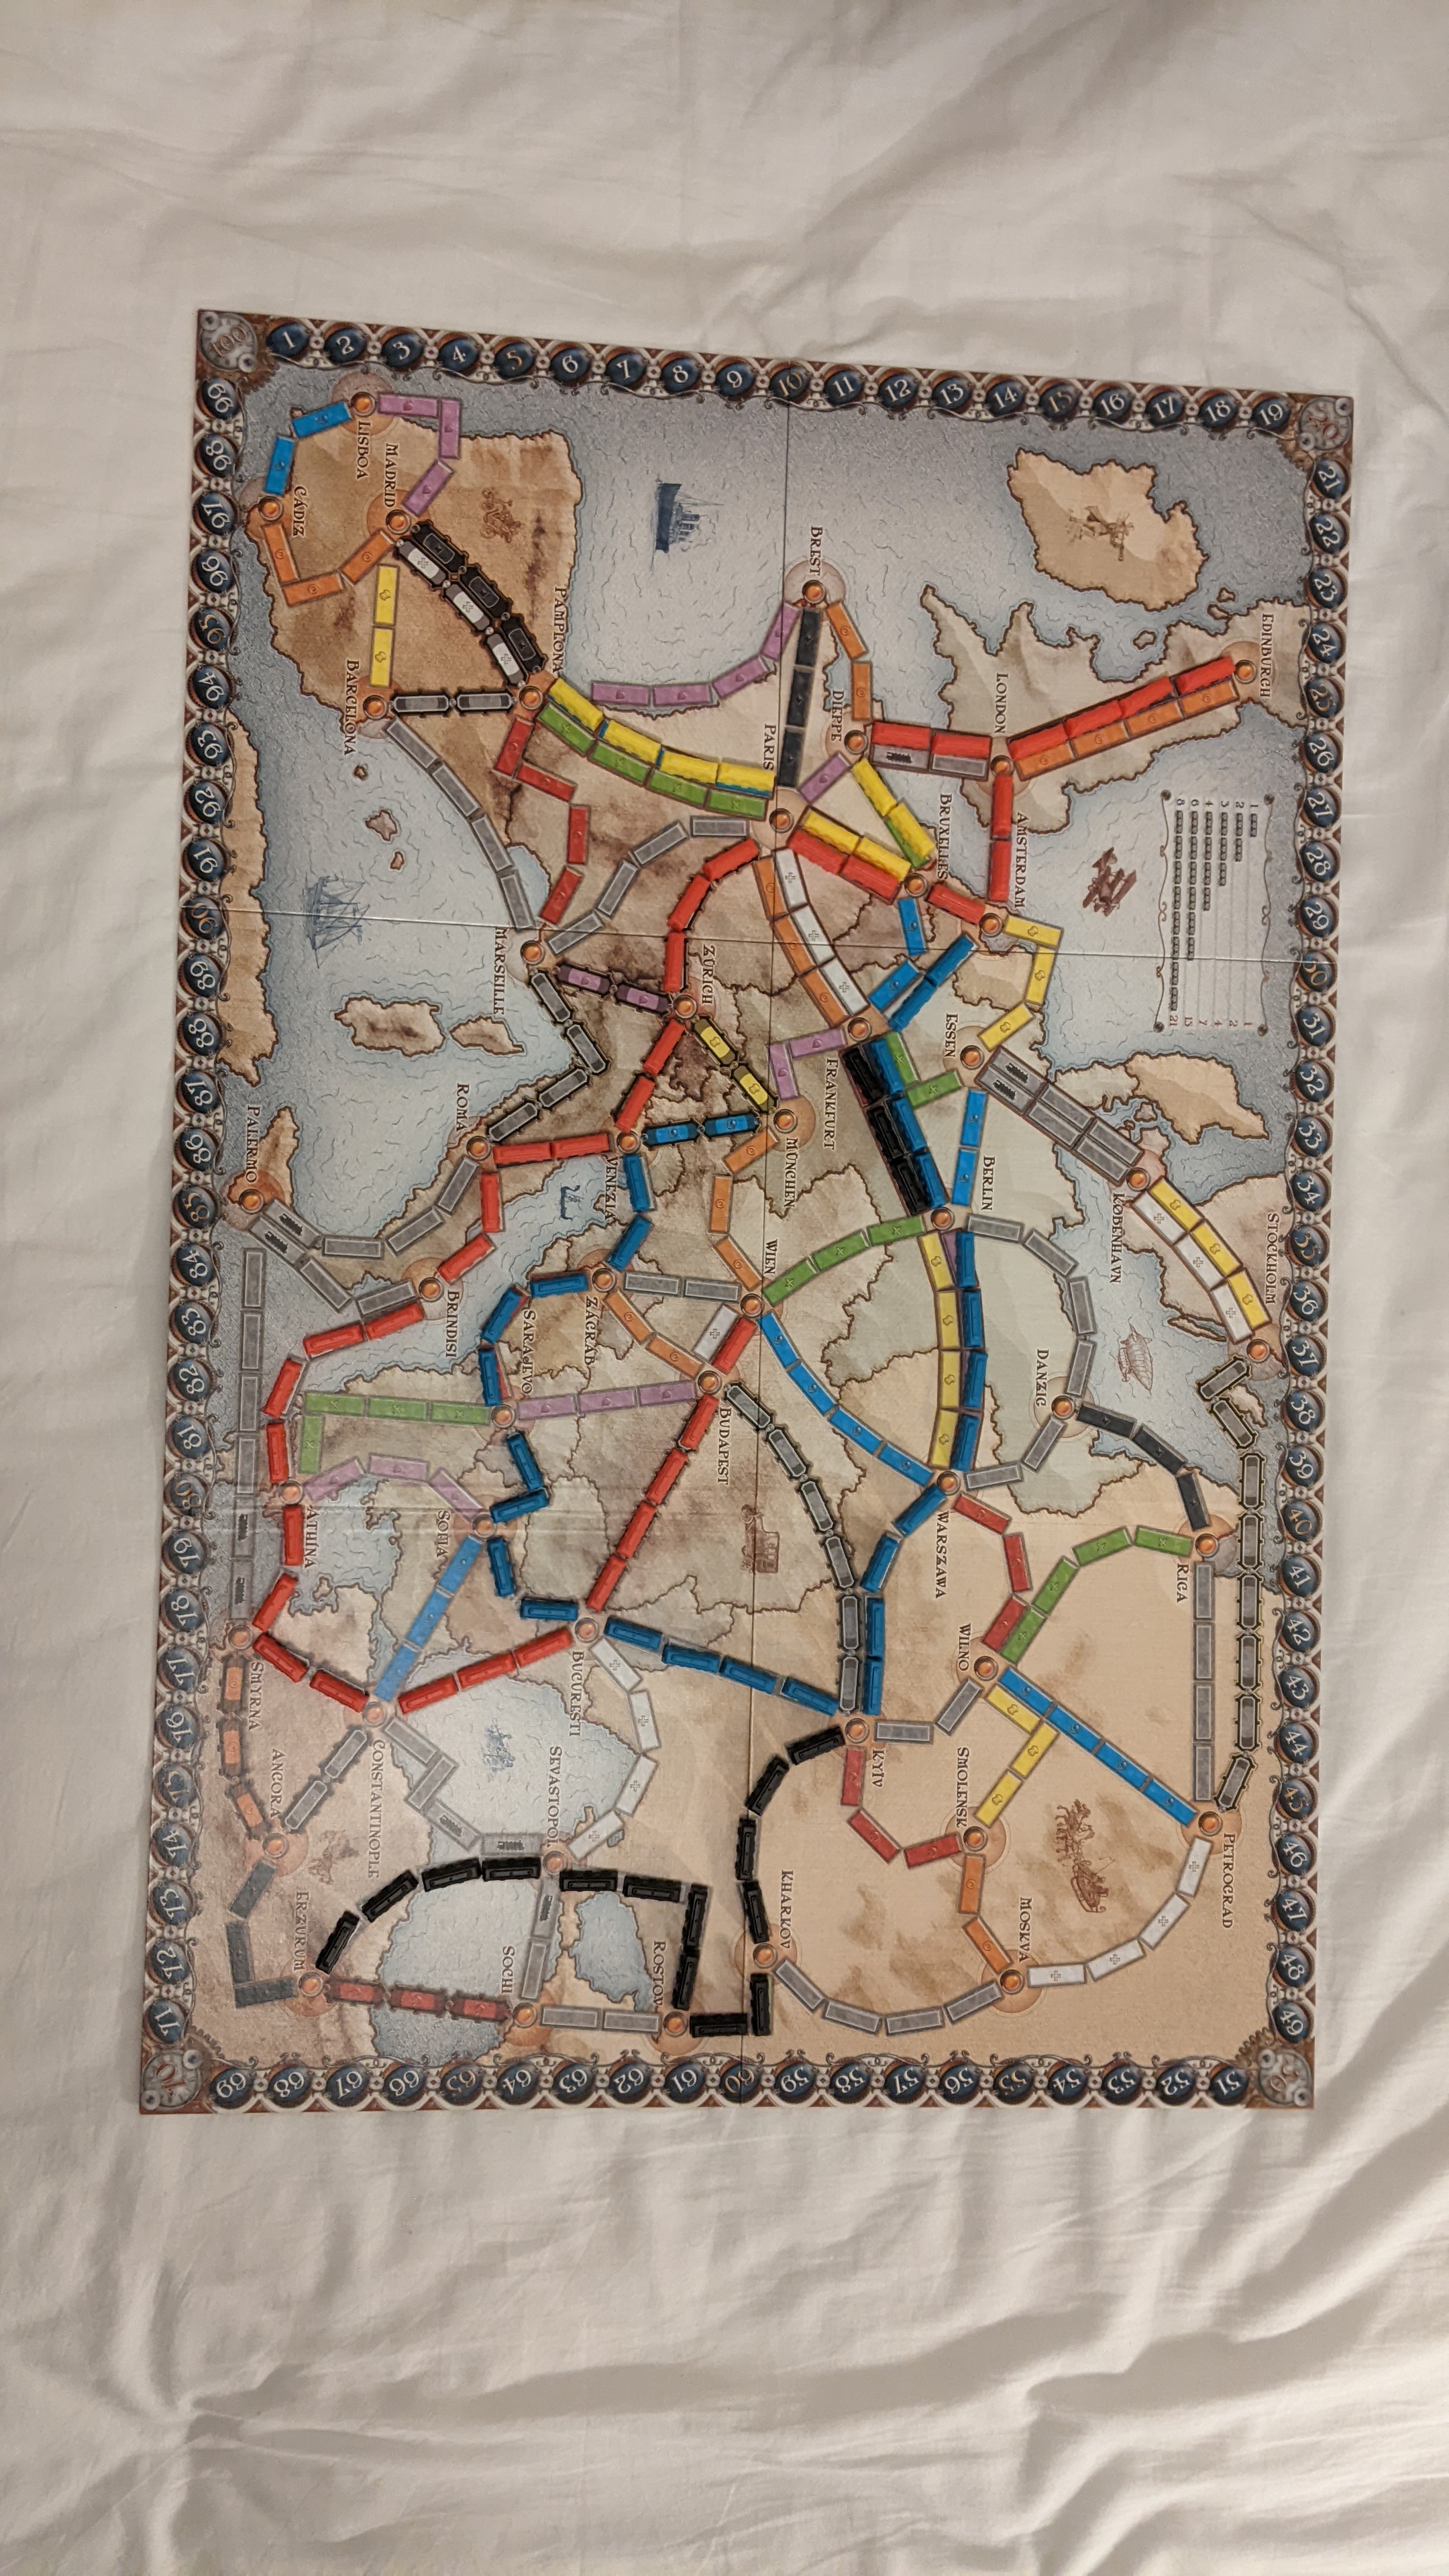 21 22 23 24 25 26 27 28 29 30 31 32 33 34 35 36 37 38 39 40 41 42 43 44 45 46 47 48 49
19
18
17
16
15
14
13
12
11
10
9
8
7
6
5
4
3
2
1
51
52
53
54
55
56
57
58
59
60
61
62
63
64
65
66
67
68
69
EDINBURGH
1 1
2 2
3 4
4 7
6 15
8 21
STOCKHOLM
PETROGRAD
RIGA
KØBENHAVN
DANZIG
MOSKVA
LONDON
AMSTERDAM
ESSEN
BERLIN
WILNO
SMOLENSK
BRUXELLES
WARSZAWA
KYÏV
DIEPPE
BREST
FRANKFURT
MÜNCHEN
KHARKOV
PARIS
WIEN
BUDAPEST
ZÜRICH
ROSTOV
VENEZIA
ZAGRAB
PAMPLONA
BUCURESTI
SEVASTOPOL
MARSEILLE
SARAJEVO
SOCHI
ROMA
BRINDISI
SOFIA
MADRID
LISBOA
BARCELONA
CONSTANTINOPLE
CÁDIZ
ATHÍNA
ERZURUM
ANGORA
PALERMO
SMYRNA
99 98 97 96 95 94 93 92 91 90 89 88 87 86 85 84 83 82 81 80 79 78 77 76 75 74 73 72 71 70